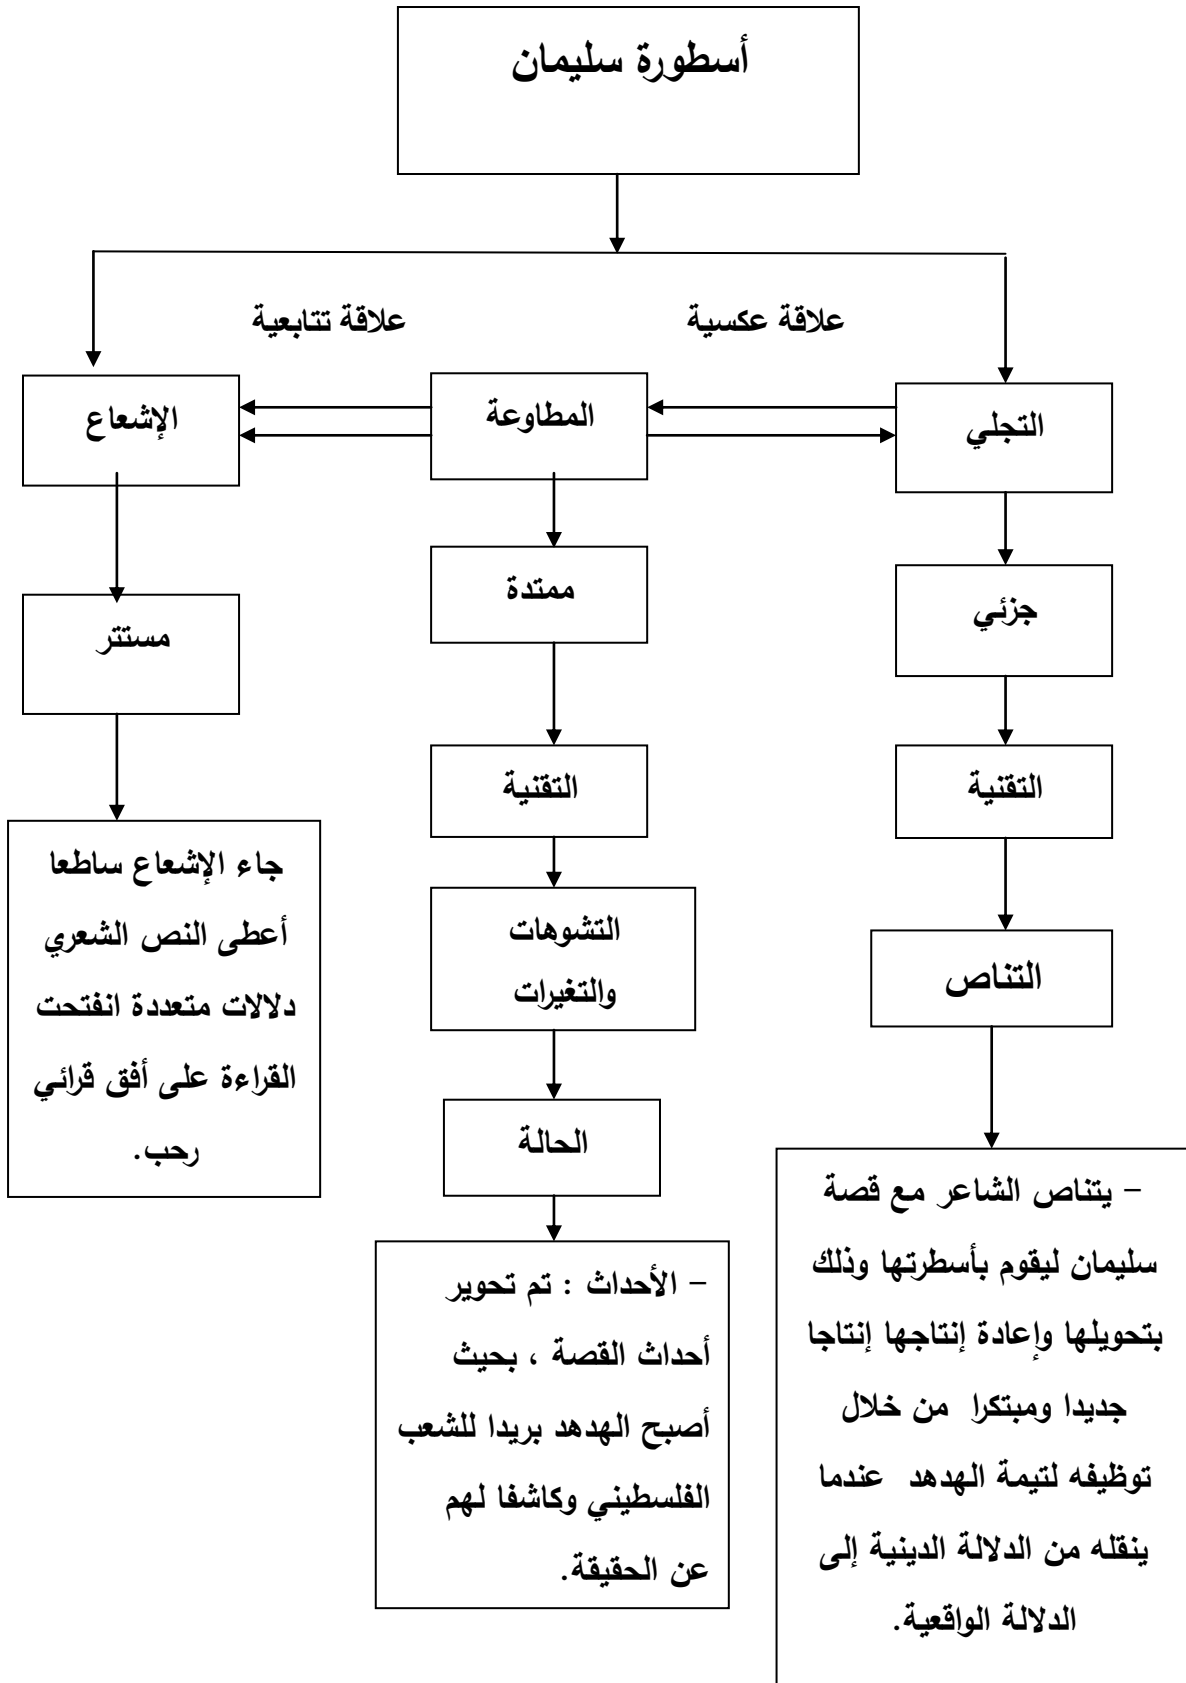 أسطورة سليمان
علاقة عكسية
علاقة تتابعية
التجلي
المطاوعة
الإشعاع
جزئي
ممتدة
مستتر
التقنية
التقنية
التناص
التشوهات
والتغيرات
الحالة
– يتناص الشاعر مع قصة
سليمان ليقوم بأسطرتها وذلك
بتحويلها وإعادة إنتاجها إنتاجا
جديدا ومبتكرا من خلال
توظيفه لتيمة الهدهد عندما
ينقله من الدلالة الدينية إلى
الدلالة الواقعية.
– الأحداث : تم تحوير
أحداث القصة ، بحيث
أصبح الهدهد بريدا للشعب
الفلسطيني وكاشفا لهم
عن الحقيقة.
جاء الإشعاع ساطعا
أعطى النص الشعري
دلالات متعددة انفتحت
القراءة على أفق قرائي
رحب.